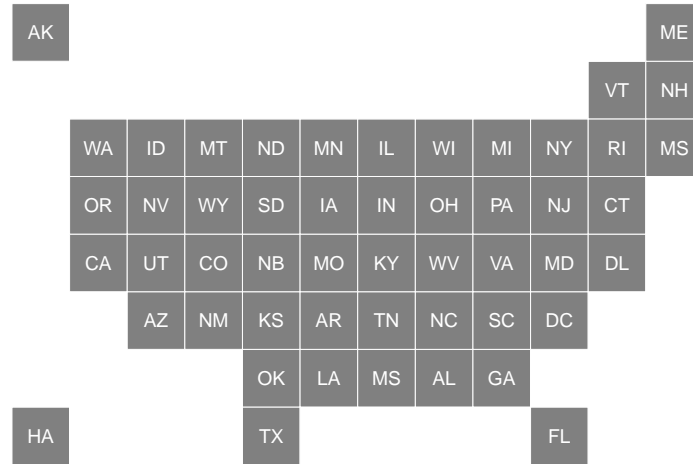 AK ME
VT NH
WA ID MT ND MN IL WI MI NY RI MS
OR NV WY SD IA IN OH PA NJ CT
CA UT CO NB MO KY WV VA MD DL
AZ NM KS AR TN NC SC DC
OK LA MS AL GA
HA TX FL